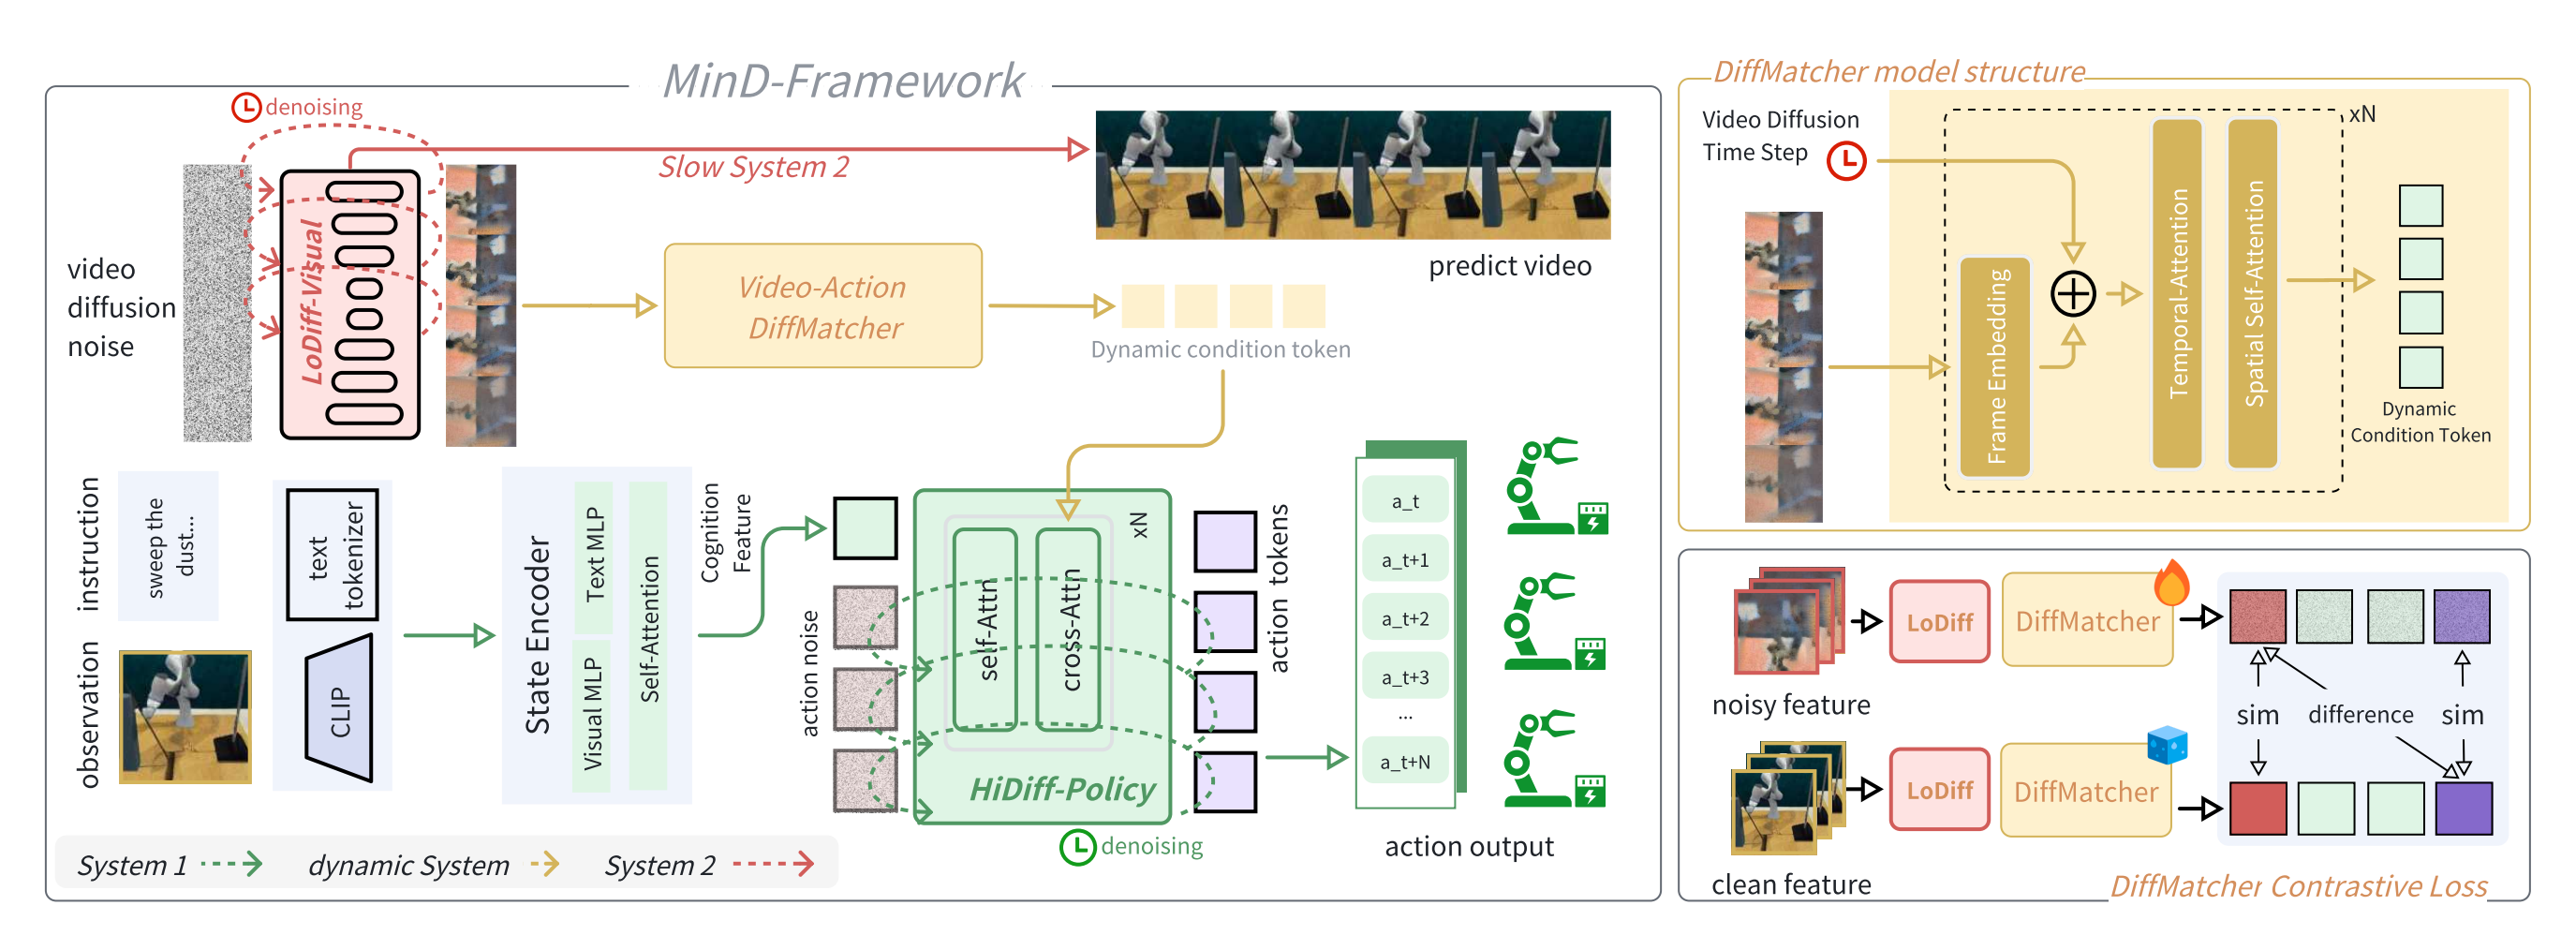 MinD-Framework
denoising
Slow System 2
video
diffusion
noise
LoDiff-Visual
Video-Action
DiffMatcher
predict video
Dynamic condition token
instruction
sweep the
dust...
text
tokenizer
observation
CLIP
State Encoder
Text MLP
Visual MLP
Self-Attention
Cognition
Feature
action noise
self-Attn
cross-Attn
xN
HiDiff-Policy
denoising
action tokens
a_t
a_t+1
a_t+2
a_t+3
...
a_t+N
action output
System 1
dynamic System
System 2
DiffMatcher model structure
Video Diffusion
Time Step
Frame Embedding
Temporal-Attention
Spatial Self-Attention
xN
Dynamic
Condition Token
noisy feature
LoDiff
DiffMatcher
sim
difference
sim
clean feature
LoDiff
DiffMatcher
DiffMatcher Contrastive Loss